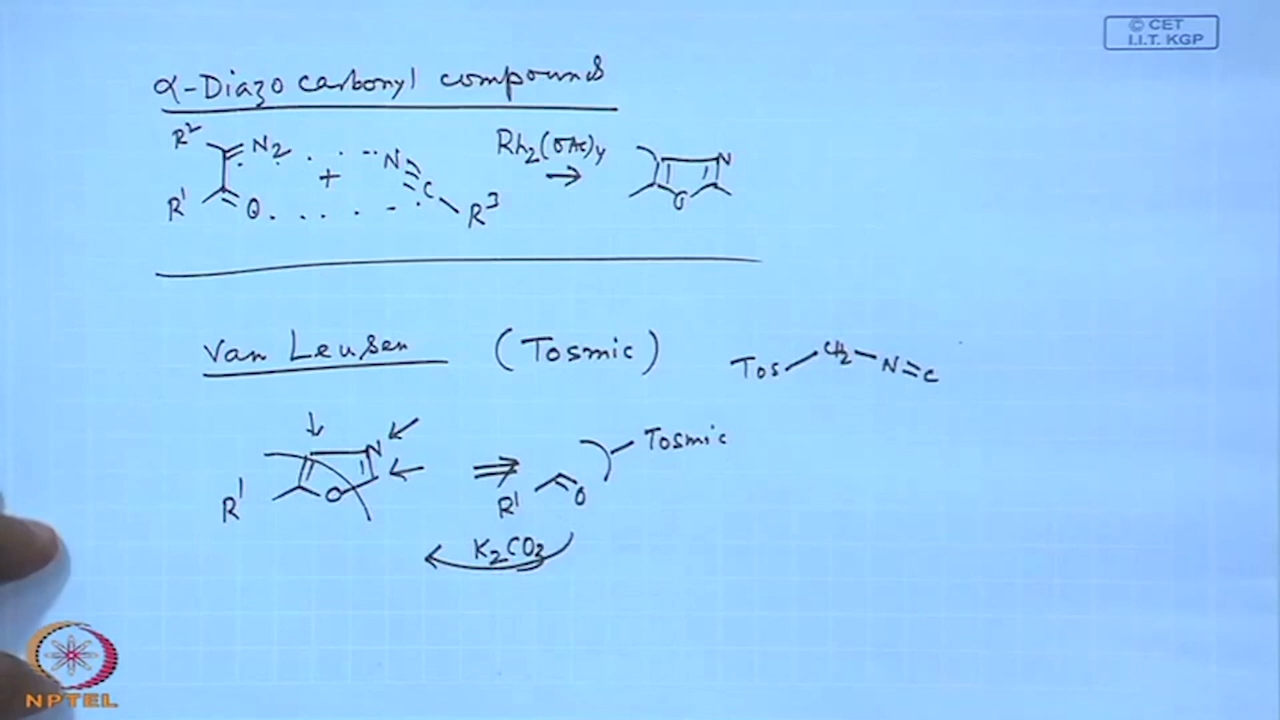 © CET
I.I.T. KGP
α-Diazo carbonyl compounds
R² N₂ + N C R³ Rh₂(OAc)₄ → N O
R¹ O
Van Leusen (Tosmic) Tos CH₂ N=C
R¹ N O ⇒ R¹ O Tosmic
K₂CO₃
NPTEL